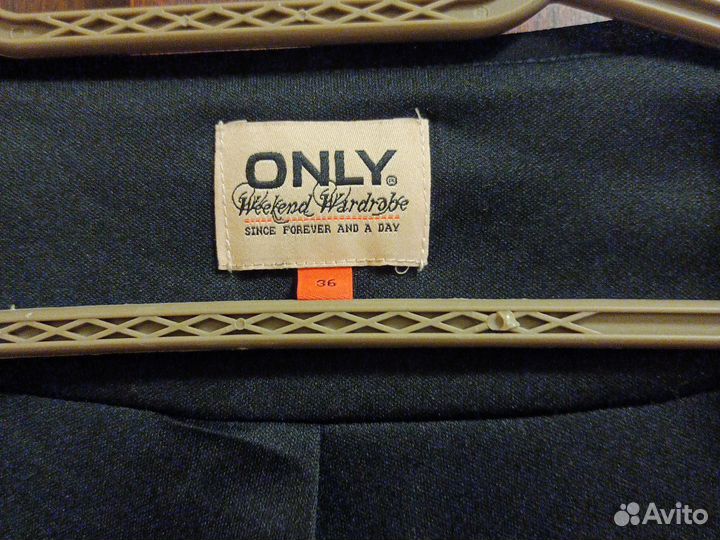 ONLY®
Weekend Wardrobe
SINCE FOREVER AND A DAY
36
Avito